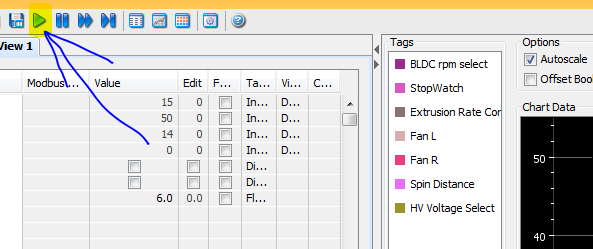 View 1
Modbus... Value Edit F... Ta... Vi... C...
15 0 In... D...
50 0 In... D...
14 0 In... D...
0 0 In... D...
Di...
Di...
6.0 0.0 Fl...
Tags
BLDC rpm select
StopWatch
Extrusion Rate Cor
Fan L
Fan R
Spin Distance
HV Voltage Select
Options
Autoscale
Offset Bool
Chart Data
50
40